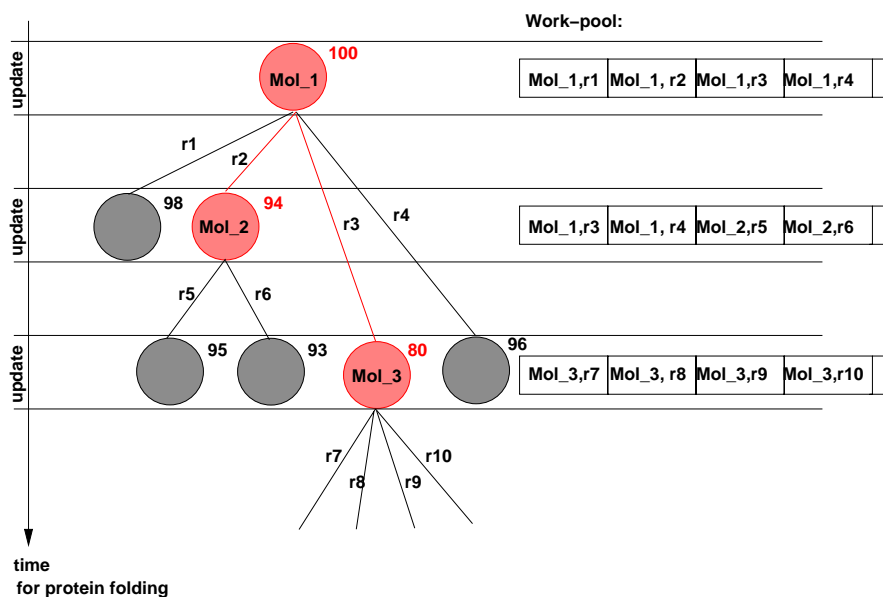 Work–pool:
100
update
Mol_1
Mol_1,r1 Mol_1, r2 Mol_1,r3 Mol_1,r4
r1
r2
r3
r4
update
98
94
Mol_2
Mol_1,r3 Mol_1, r4 Mol_2,r5 Mol_2,r6
r5
r6
update
95
93
80
96
Mol_3
Mol_3,r7 Mol_3, r8 Mol_3,r9 Mol_3,r10
r7
r8
r9
r10
time
for protein folding